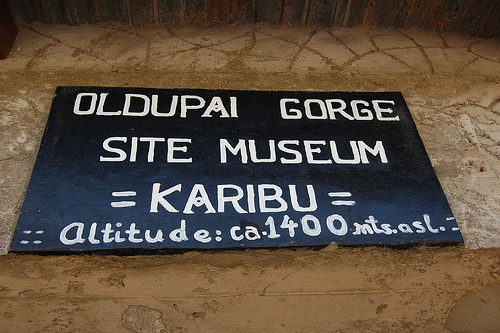 OLDUPAI GORGE
SITE MUSEUM
= KARIBU =
:: Altitude: ca.1400 mts.asl. ::